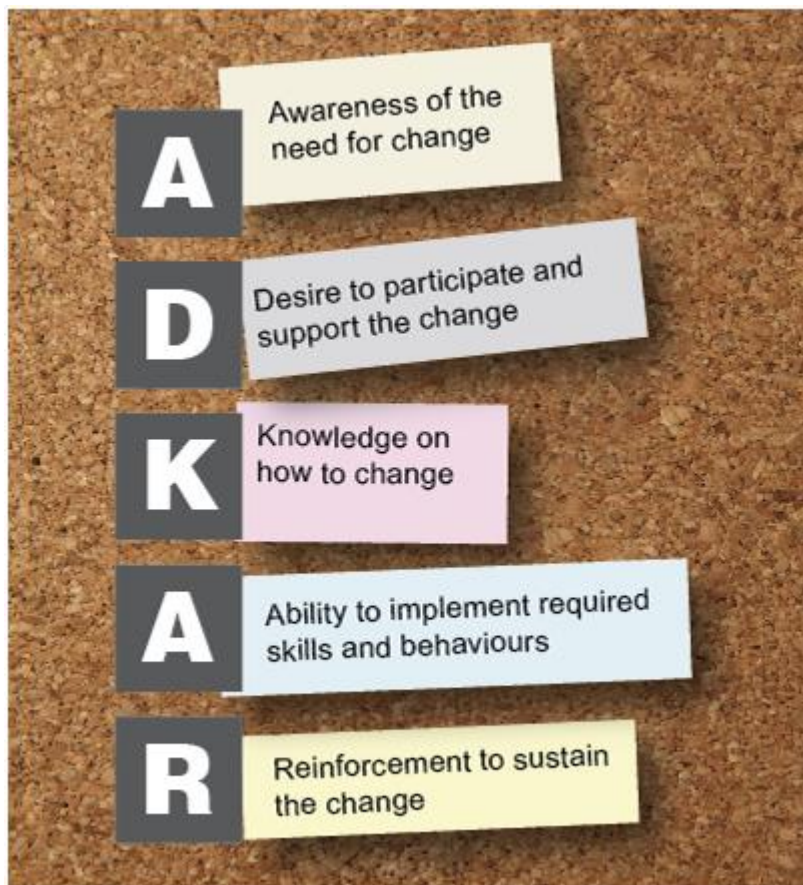 A
Awareness of the
need for change
D
Desire to participate and
support the change
K
Knowledge on
how to change
A
Ability to implement required
skills and behaviours
R
Reinforcement to sustain
the change